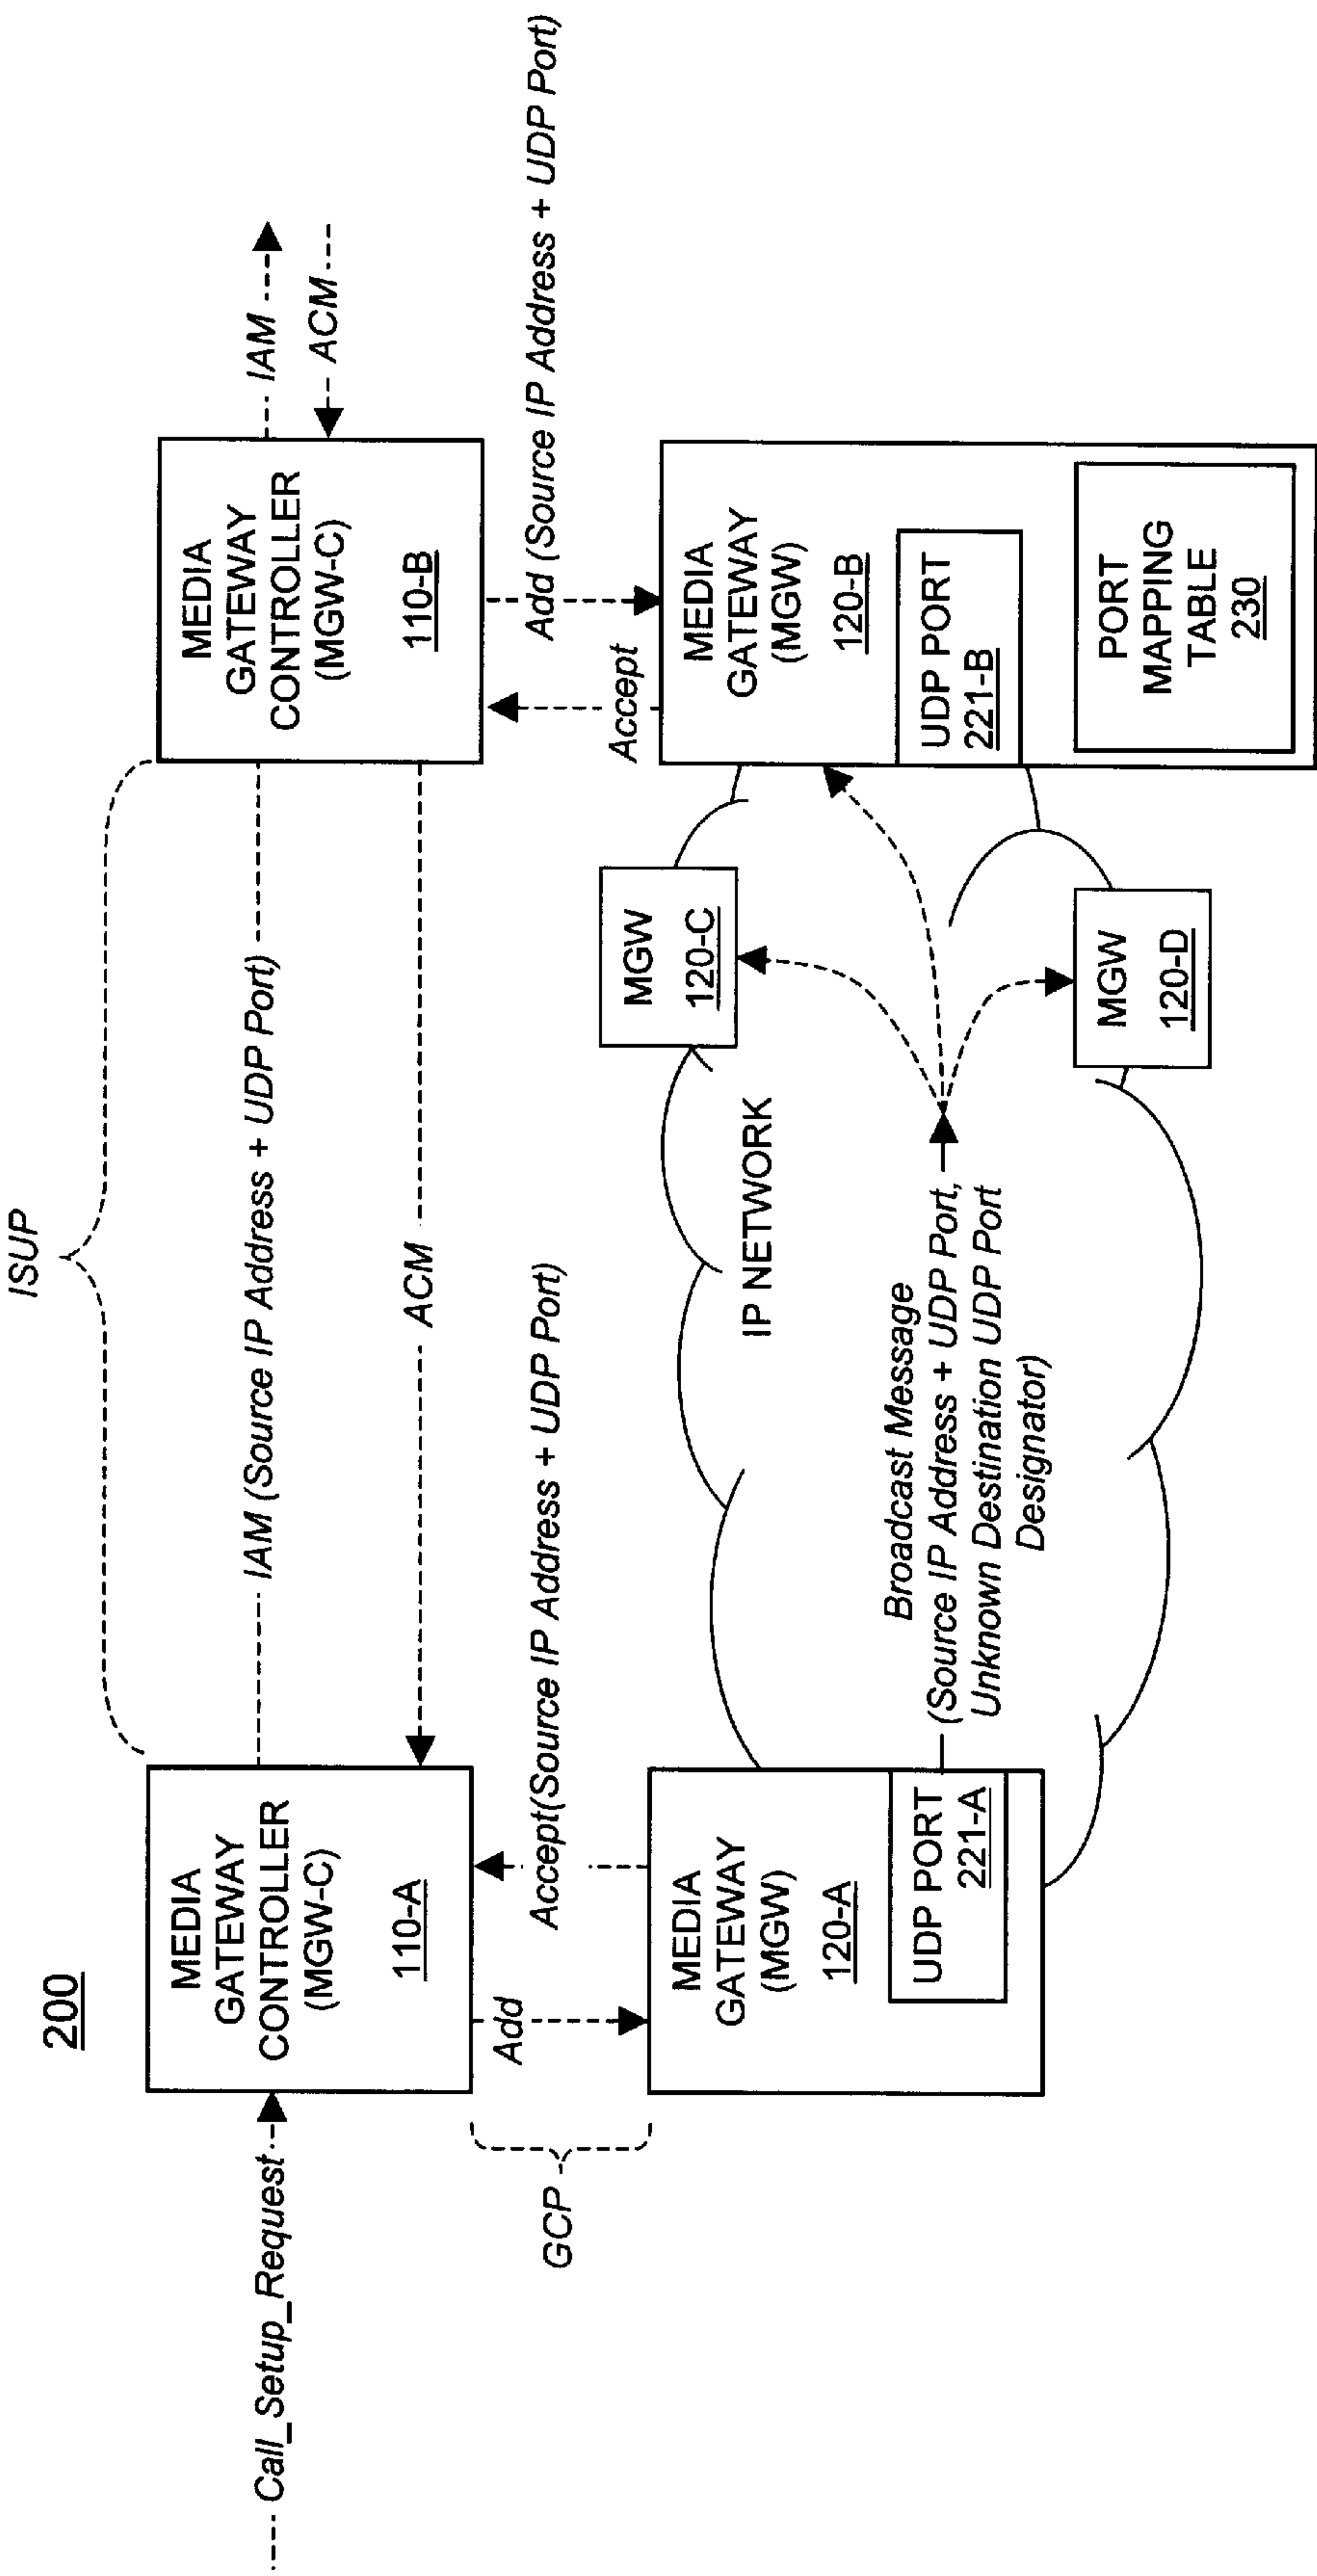 200
ISUP
Call_Setup_Request
MEDIA
GATEWAY
CONTROLLER
(MGW-C)
110-A
IAM (Source IP Address + UDP Port)
ACM
MEDIA
GATEWAY
CONTROLLER
(MGW-C)
110-B
IAM
ACM
GCP
Add
Accept(Source IP Address + UDP Port)
Accept
Add (Source IP Address + UDP Port)
MEDIA
GATEWAY
(MGW)
120-A
UDP PORT
221-A
IP NETWORK
Broadcast Message
(Source IP Address + UDP Port,
Unknown Destination UDP Port
Designator)
MGW
120-C
MGW
120-D
MEDIA
GATEWAY
(MGW)
120-B
UDP PORT
221-B
PORT
MAPPING
TABLE
230